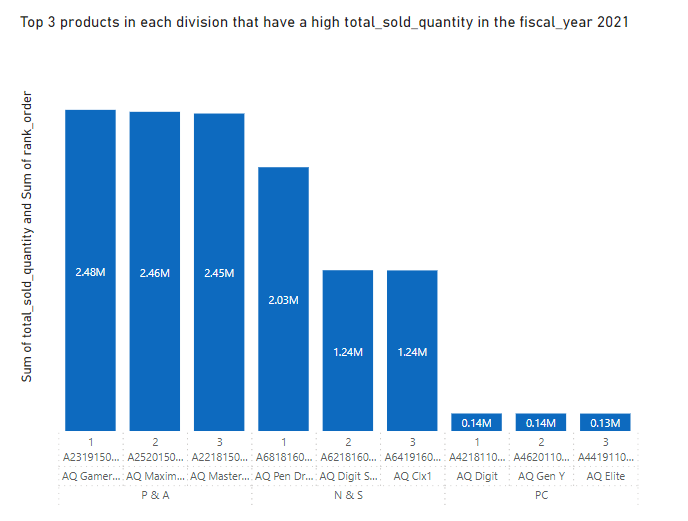 Top 3 products in each division that have a high total_sold_quantity in the fiscal_year 2021
Sum of total_sold_quantity and Sum of rank_order
2.48M 2.46M 2.45M 2.03M 1.24M 1.24M 0.14M 0.14M 0.13M
1 2 3 1 2 3 1 2 3
A2319150... A2520150... A2218150... A6818160... A6218160... A6419160... A4218110... A4620110... A4419110...
AQ Gamer... AQ Maxim... AQ Master... AQ Pen Dr... AQ Digit S... AQ Clx1 AQ Digit AQ Gen Y AQ Elite
P & A N & S PC